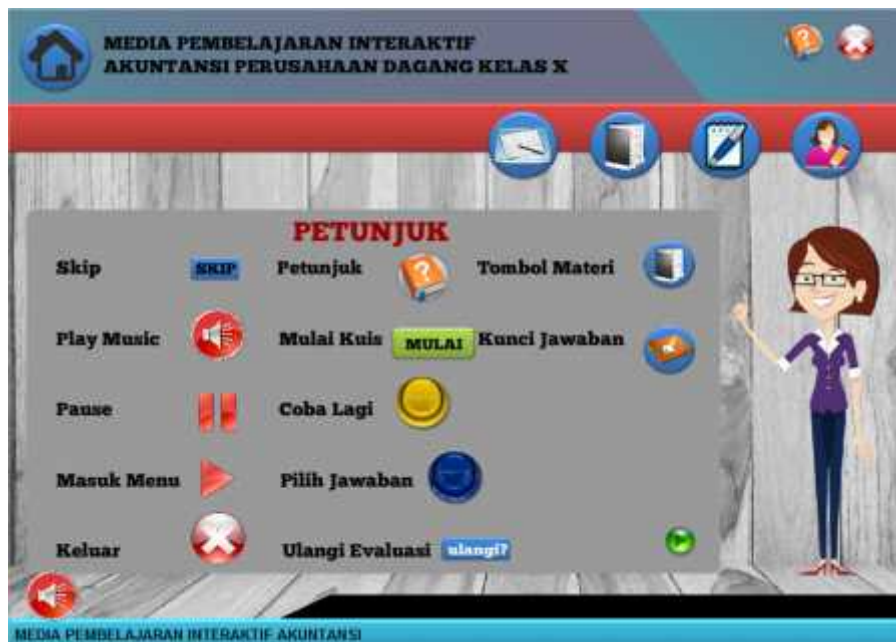 MEDIA PEMBELAJARAN INTERAKTIF
AKUNTANSI PERUSAHAAN DAGANG KELAS X
PETUNJUK
Skip
SKIP
Petunjuk
?
Tombol Materi
Play Music
Mulai Kuis
MULAI
Kunci Jawaban
Pause
Coba Lagi
Masuk Menu
Pilih Jawaban
Keluar
Ulangi Evaluasi
ulangi?
MEDIA PEMBELAJARAN INTERAKTIF AKUNTANSI